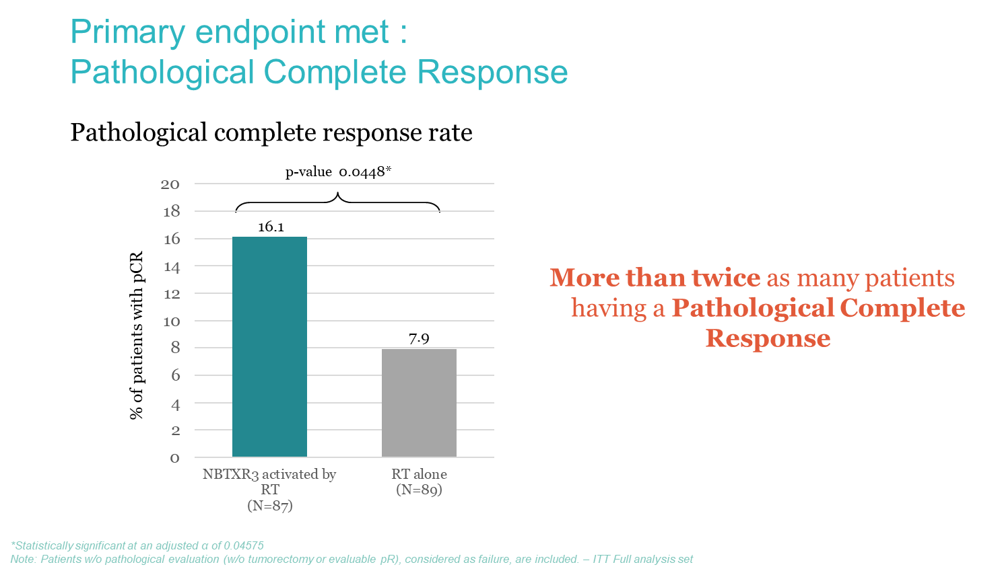 Primary endpoint met :
Pathological Complete Response
Pathological complete response rate
p-value 0.0448*
20
18
16
14
12
10
8
6
4
2
0
% of patients with pCR
16.1
7.9
NBTXR3 activated by
RT
(N=87)
RT alone
(N=89)
More than twice as many patients
having a Pathological Complete
Response
*Statistically significant at an adjusted α of 0.04575
Note: Patients w/o pathological evaluation (w/o tumorectomy or evaluable pR), considered as failure, are included. – ITT Full analysis set